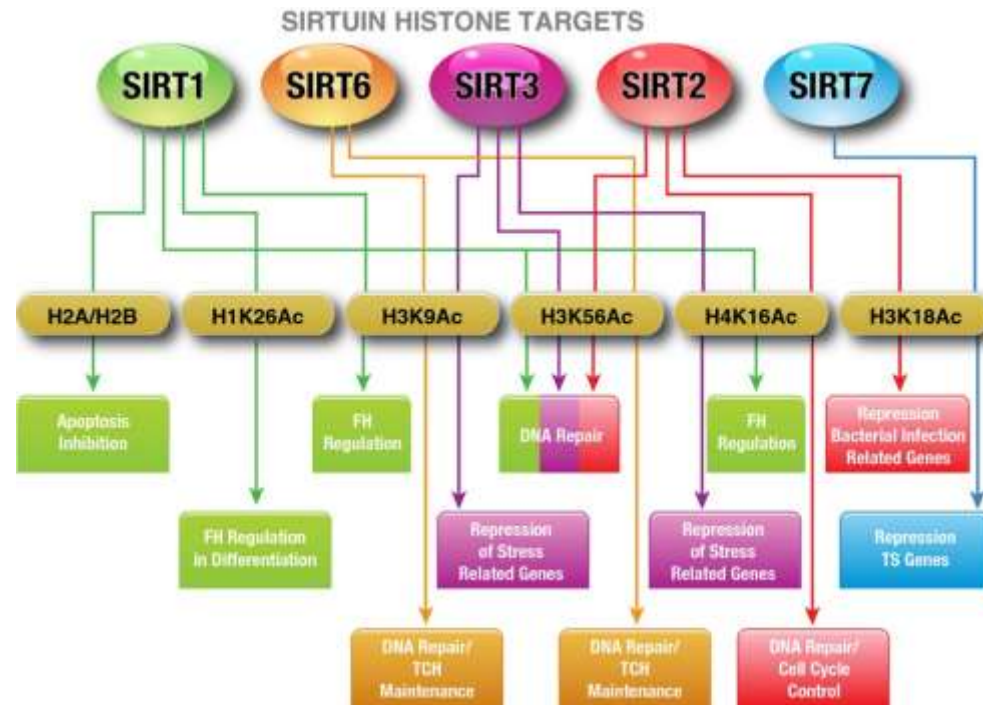 SIRTUIN HISTONE TARGETS
SIRT1
SIRT6
SIRT3
SIRT2
SIRT7
H2A/H2B
H1K26Ac
H3K9Ac
H3K56Ac
H4K16Ac
H3K18Ac
Apoptosis
Inhibition
FH
Regulation
DNA Repair
FH
Regulation
Repression
Bacterial Infection
Related Genes
FH Regulation
in Differentiation
Repression
of Stress
Related Genes
Repression
of Stress
Related Genes
Repression
TS Genes
DNA Repair/
TCH
Maintenance
DNA Repair/
TCH
Maintenance
DNA Repair/
Cell Cycle
Control